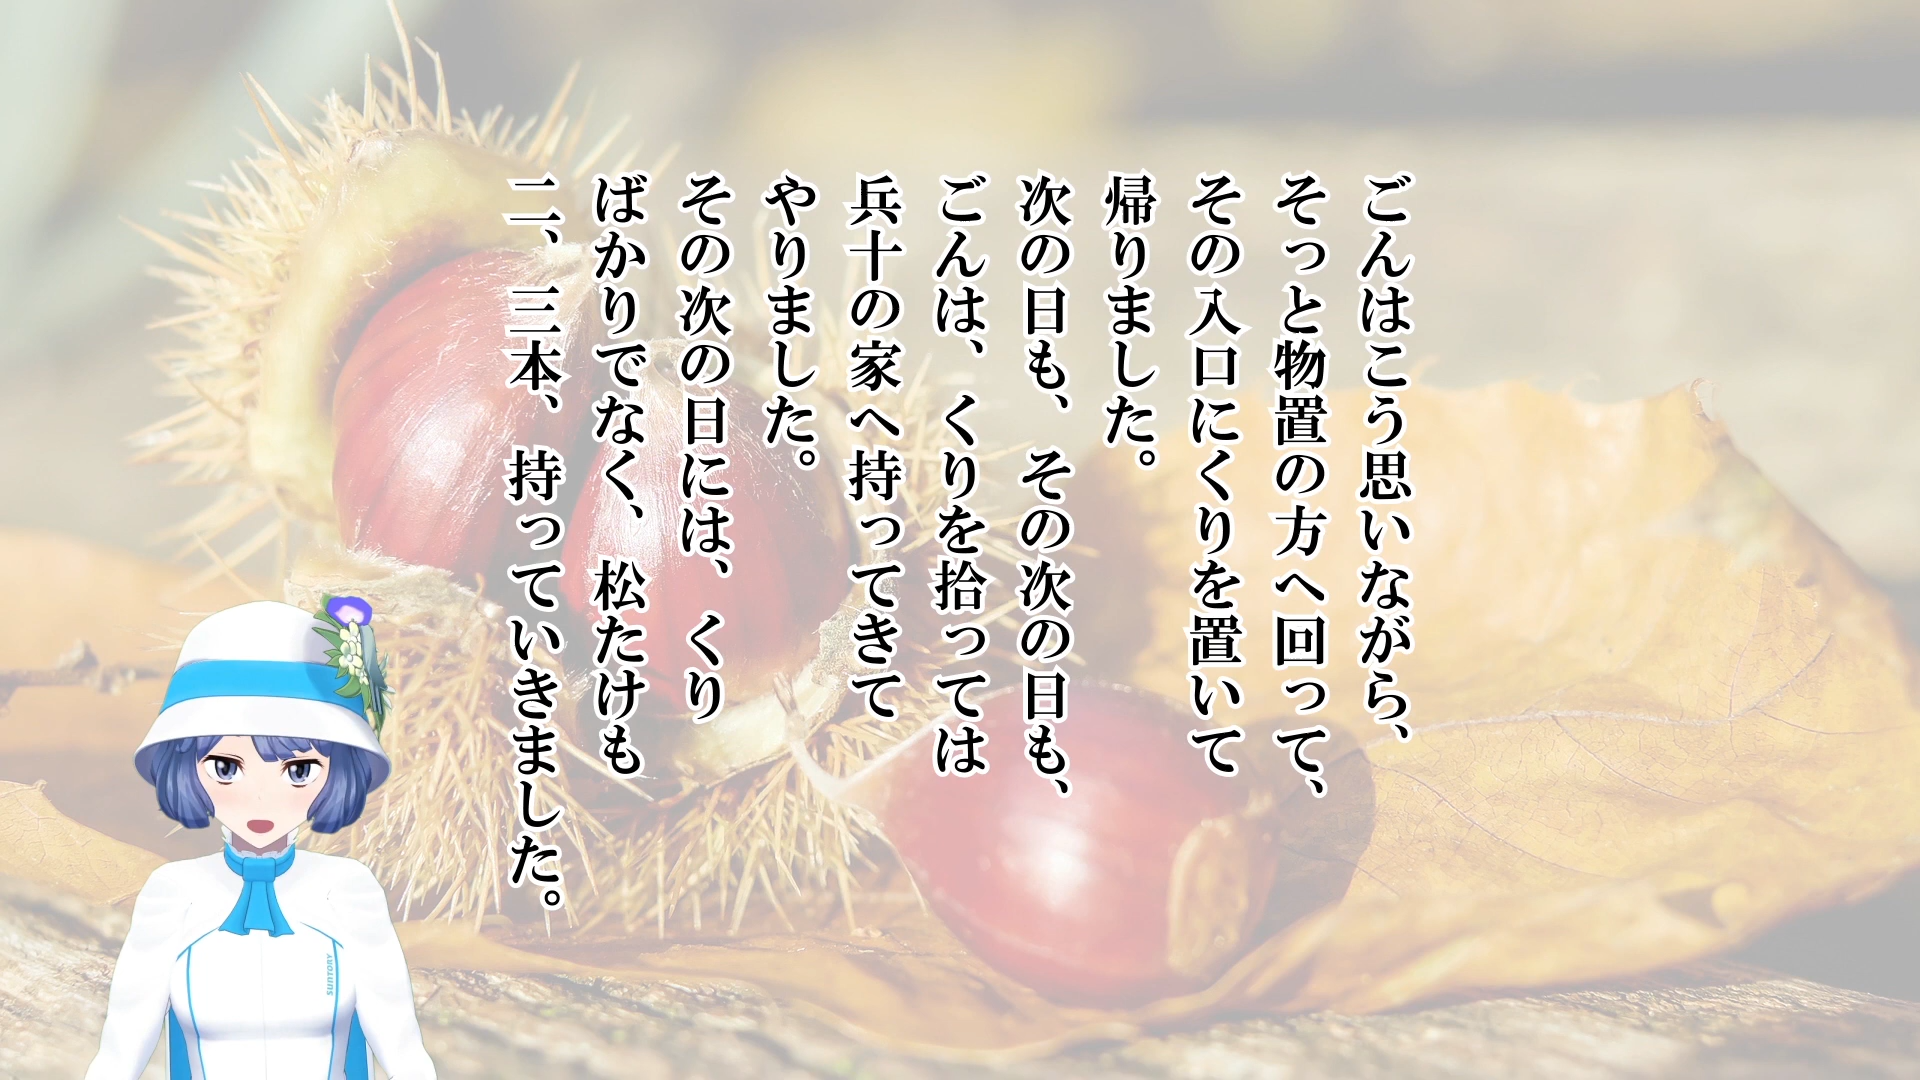 ごんはこう思いながら、
そっと物置の方へ回って、
その入口にくりを置いて
帰りました。
次の日も、その次の日も、
ごんは、くりを拾っては
兵十の家へ持ってきて
やりました。
その次の日には、くり
ばかりでなく、松たけも
二、三本、持っていきました。
SUNTORY